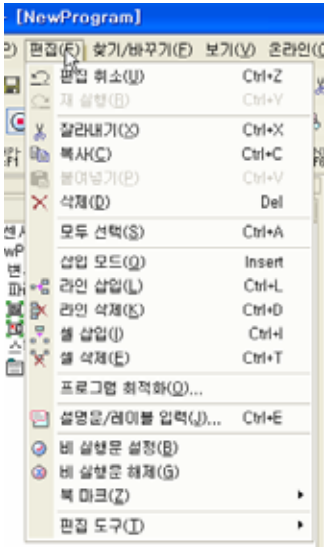 [NewProgram]
편집(E) 찾기/바꾸기(F) 보기(V) 온라인(
편집 취소(U) Ctrl+Z
재 실행(R) Ctrl+Y
잘라내기(X) Ctrl+X
복사(C) Ctrl+C
붙여넣기(P) Ctrl+V
삭제(D) Del
모두 선택(S) Ctrl+A
삽입 모드(O) Insert
라인 삽입(L) Ctrl+L
라인 삭제(K) Ctrl+D
셀 삽입(I) Ctrl+I
셀 삭제(E) Ctrl+T
프로그램 최적화(O)...
설명문/레이블 입력(J)... Ctrl+E
비 실행문 설정(B)
비 실행문 해제(G)
북 마크(Z)
편집 도구(T)